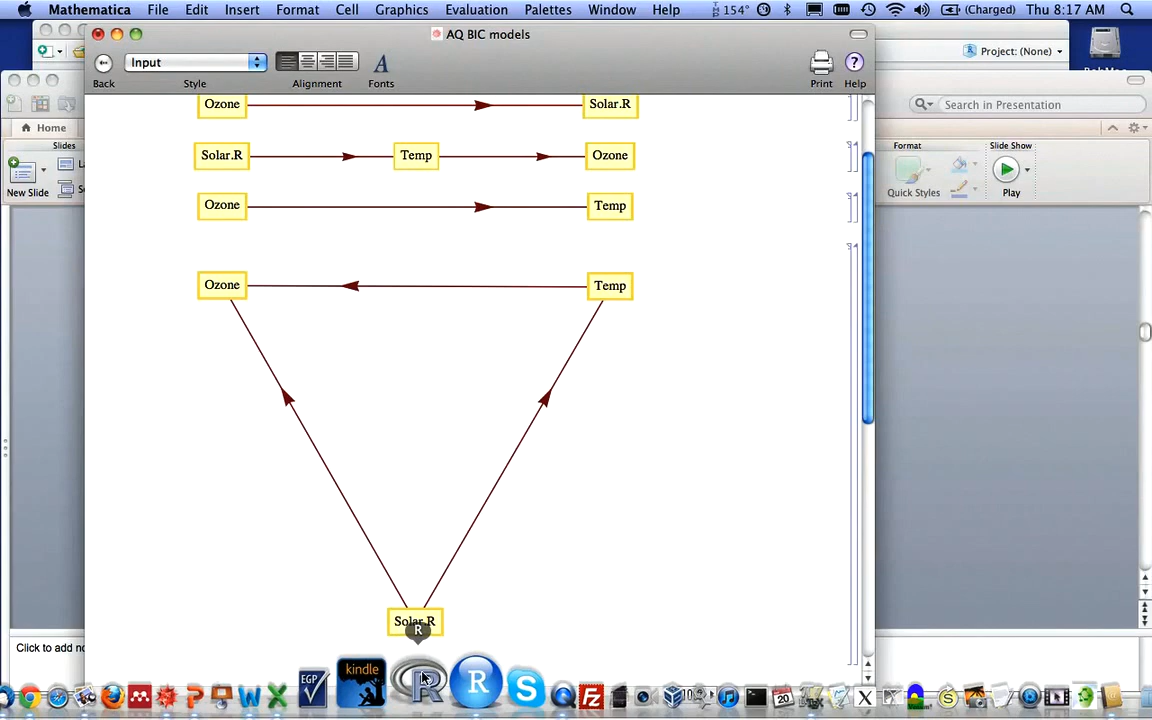 Mathematica File Edit Insert Format Cell Graphics Evaluation Palettes Window Help 154° (Charged) Thu 8:17 AM
AQ BIC models
Project: (None)
Input
Back Style Alignment Fonts Print Help
Search in Presentation
Home
Slides
New Slide
Format Slide Show
Quick Styles Play
Ozone Solar.R
Solar.R Temp Ozone
Ozone Temp
Ozone Temp
Solar.R
R
Click to add no
EGP
kindle
R
R
S
FZ
20
X